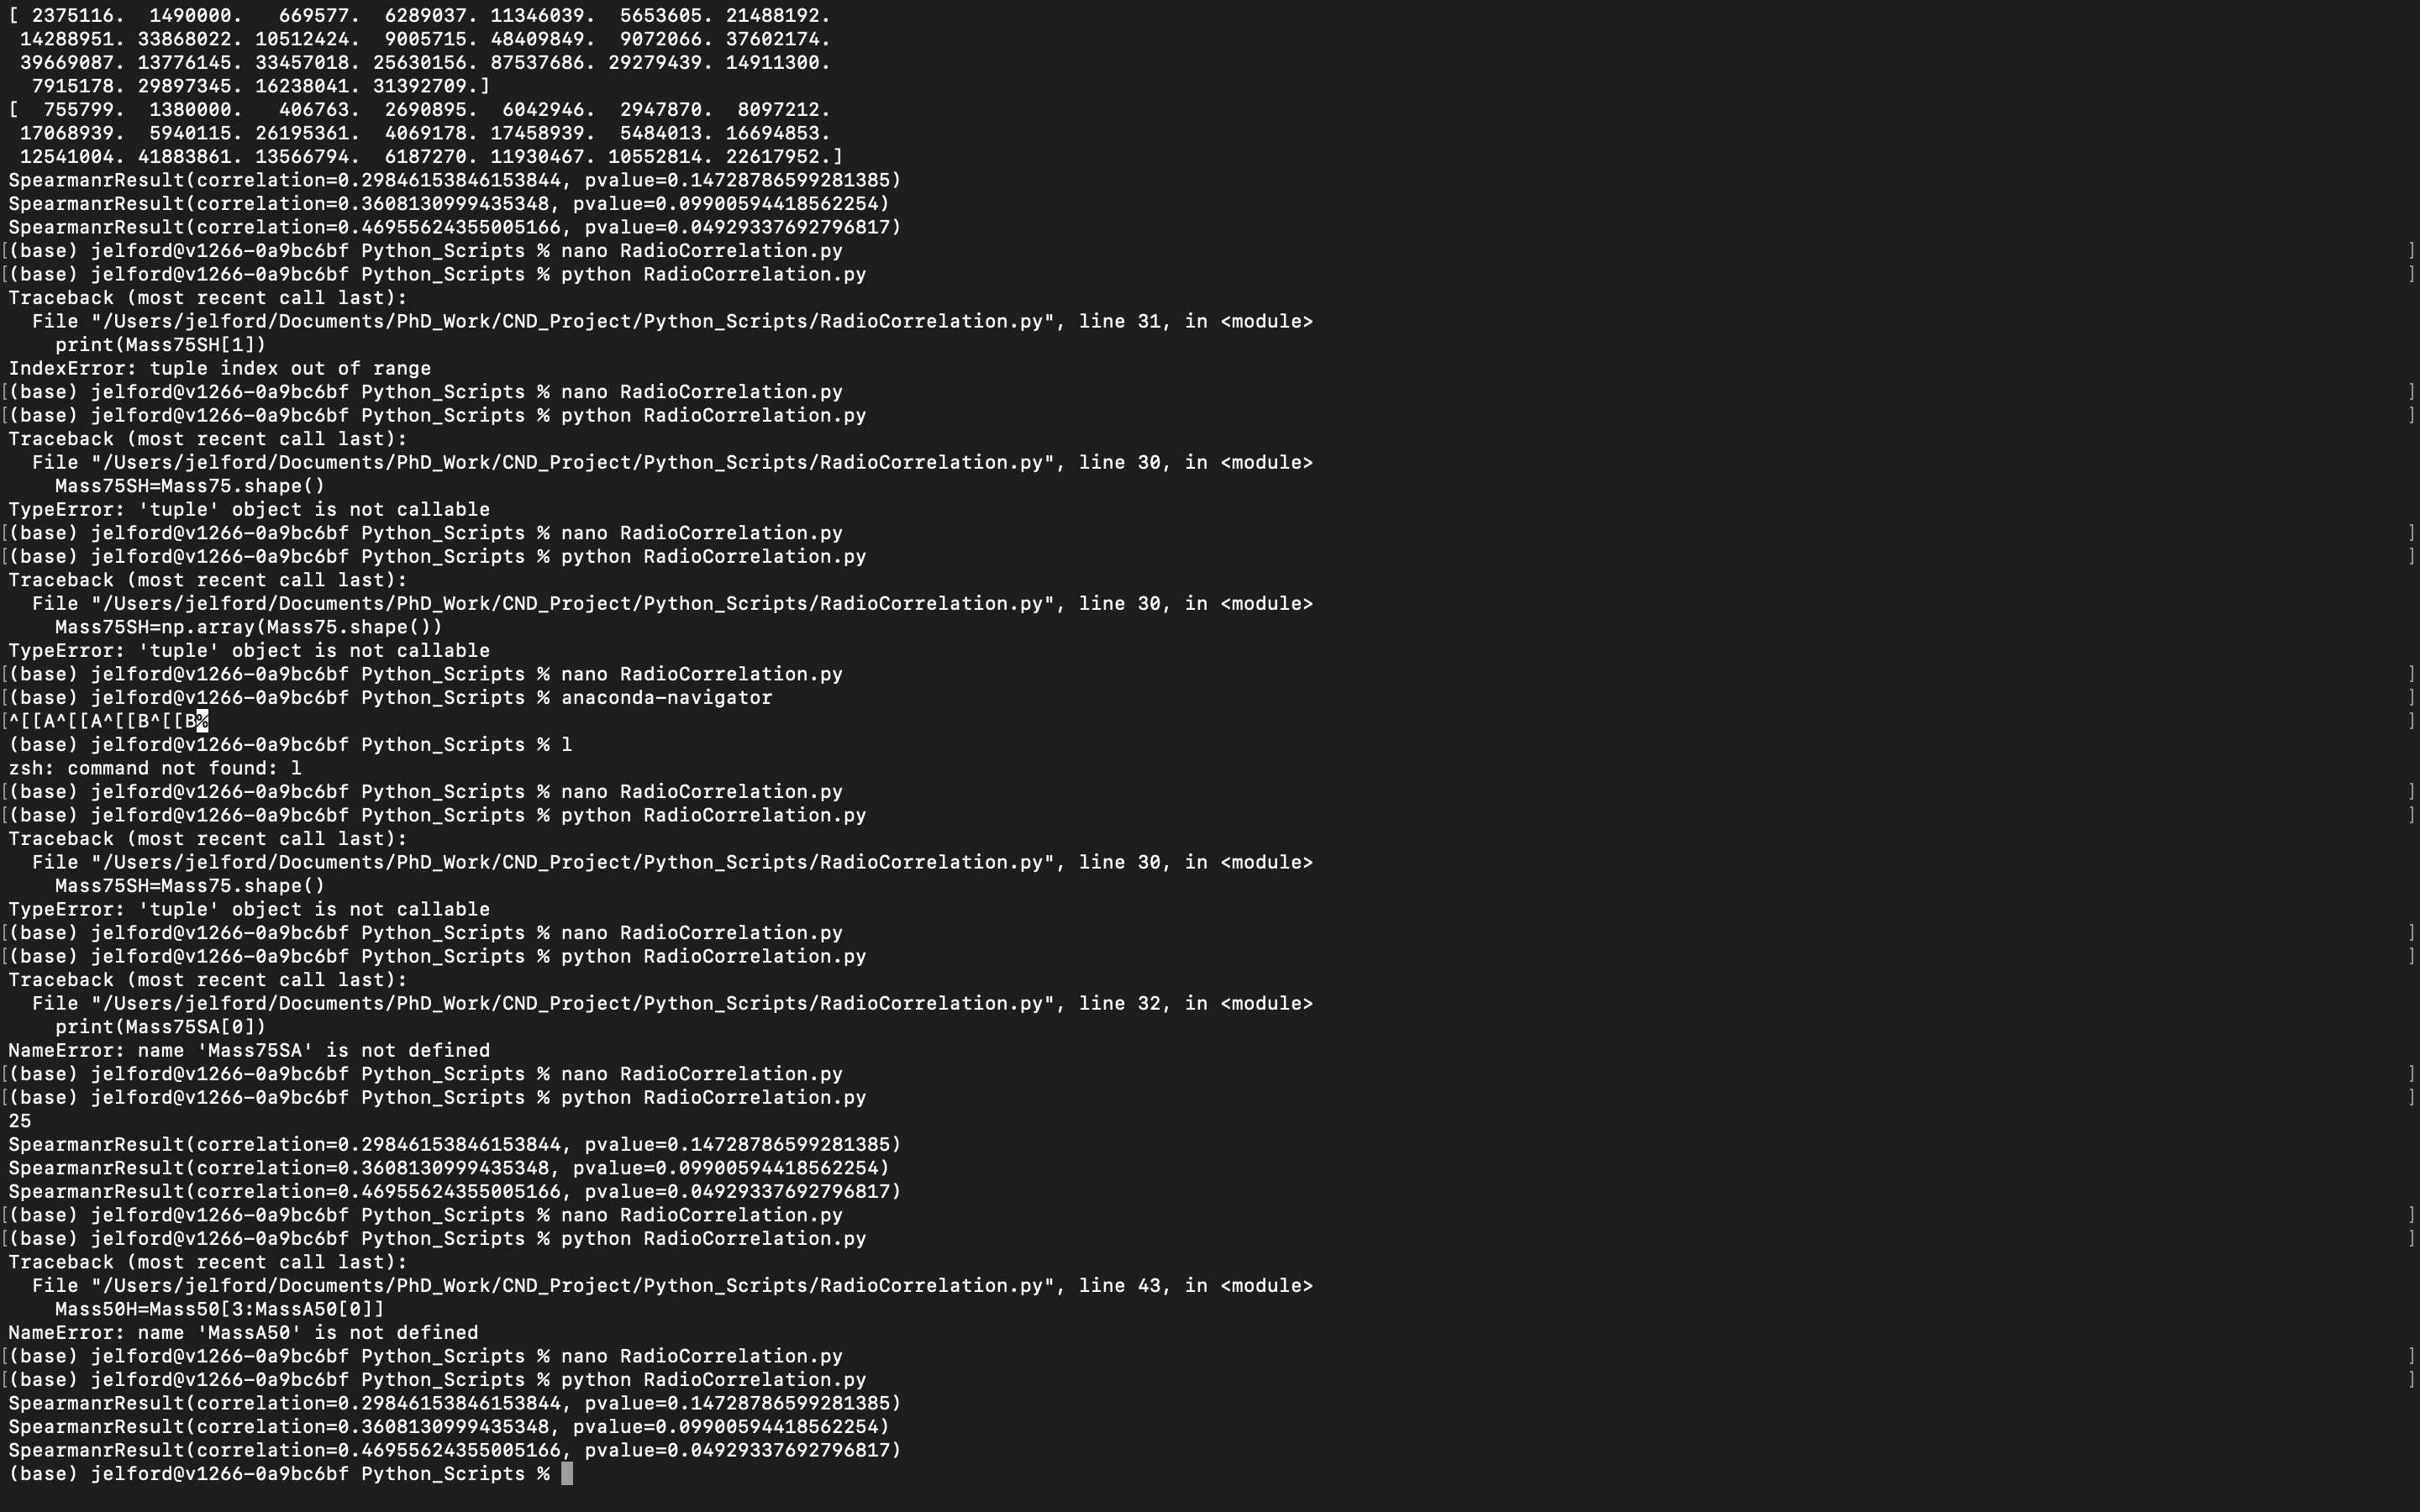 [ 2375116.  1490000.   669577.  6289037. 11346039.  5653605. 21488192.
 14288951. 33868022. 10512424.  9005715. 48409849.  9072066. 37602174.
 39669087. 13776145. 33457018. 25630156. 87537686. 29279439. 14911300.
  7915178. 29897345. 16238041. 31392709.]
[  755799.  1380000.   406763.  2690895.  6042946.  2947870.  8097212.
 17068939.  5940115. 26195361.  4069178. 17458939.  5484013. 16694853.
 12541004. 41883861. 13566794.  6187270. 11930467. 10552814. 22617952.]
SpearmanrResult(correlation=0.29846153846153844, pvalue=0.14728786599281385)
SpearmanrResult(correlation=0.3608130999435348, pvalue=0.09900594418562254)
SpearmanrResult(correlation=0.46955624355005166, pvalue=0.04929337692796817)
[(base) jelford@v1266-0a9bc6bf Python_Scripts % nano RadioCorrelation.py ]
[(base) jelford@v1266-0a9bc6bf Python_Scripts % python RadioCorrelation.py ]
Traceback (most recent call last):
  File "/Users/jelford/Documents/PhD_Work/CND_Project/Python_Scripts/RadioCorrelation.py", line 31, in <module>
    print(Mass75SH[1])
IndexError: tuple index out of range
[(base) jelford@v1266-0a9bc6bf Python_Scripts % nano RadioCorrelation.py ]
[(base) jelford@v1266-0a9bc6bf Python_Scripts % python RadioCorrelation.py ]
Traceback (most recent call last):
  File "/Users/jelford/Documents/PhD_Work/CND_Project/Python_Scripts/RadioCorrelation.py", line 30, in <module>
    Mass75SH=Mass75.shape()
TypeError: 'tuple' object is not callable
[(base) jelford@v1266-0a9bc6bf Python_Scripts % nano RadioCorrelation.py ]
[(base) jelford@v1266-0a9bc6bf Python_Scripts % python RadioCorrelation.py ]
Traceback (most recent call last):
  File "/Users/jelford/Documents/PhD_Work/CND_Project/Python_Scripts/RadioCorrelation.py", line 30, in <module>
    Mass75SH=np.array(Mass75.shape())
TypeError: 'tuple' object is not callable
[(base) jelford@v1266-0a9bc6bf Python_Scripts % nano RadioCorrelation.py ]
[(base) jelford@v1266-0a9bc6bf Python_Scripts % anaconda-navigator ]
[^[[A^[[A^[[B^[[B% ]
(base) jelford@v1266-0a9bc6bf Python_Scripts % l
zsh: command not found: l
[(base) jelford@v1266-0a9bc6bf Python_Scripts % nano RadioCorrelation.py ]
[(base) jelford@v1266-0a9bc6bf Python_Scripts % python RadioCorrelation.py ]
Traceback (most recent call last):
  File "/Users/jelford/Documents/PhD_Work/CND_Project/Python_Scripts/RadioCorrelation.py", line 30, in <module>
    Mass75SH=Mass75.shape()
TypeError: 'tuple' object is not callable
[(base) jelford@v1266-0a9bc6bf Python_Scripts % nano RadioCorrelation.py ]
[(base) jelford@v1266-0a9bc6bf Python_Scripts % python RadioCorrelation.py ]
Traceback (most recent call last):
  File "/Users/jelford/Documents/PhD_Work/CND_Project/Python_Scripts/RadioCorrelation.py", line 32, in <module>
    print(Mass75SA[0])
NameError: name 'Mass75SA' is not defined
[(base) jelford@v1266-0a9bc6bf Python_Scripts % nano RadioCorrelation.py ]
[(base) jelford@v1266-0a9bc6bf Python_Scripts % python RadioCorrelation.py ]
25
SpearmanrResult(correlation=0.29846153846153844, pvalue=0.14728786599281385)
SpearmanrResult(correlation=0.3608130999435348, pvalue=0.09900594418562254)
SpearmanrResult(correlation=0.46955624355005166, pvalue=0.04929337692796817)
[(base) jelford@v1266-0a9bc6bf Python_Scripts % nano RadioCorrelation.py ]
[(base) jelford@v1266-0a9bc6bf Python_Scripts % python RadioCorrelation.py ]
Traceback (most recent call last):
  File "/Users/jelford/Documents/PhD_Work/CND_Project/Python_Scripts/RadioCorrelation.py", line 43, in <module>
    Mass50H=Mass50[3:MassA50[0]]
NameError: name 'MassA50' is not defined
[(base) jelford@v1266-0a9bc6bf Python_Scripts % nano RadioCorrelation.py ]
[(base) jelford@v1266-0a9bc6bf Python_Scripts % python RadioCorrelation.py ]
SpearmanrResult(correlation=0.29846153846153844, pvalue=0.14728786599281385)
SpearmanrResult(correlation=0.3608130999435348, pvalue=0.09900594418562254)
SpearmanrResult(correlation=0.46955624355005166, pvalue=0.04929337692796817)
(base) jelford@v1266-0a9bc6bf Python_Scripts %